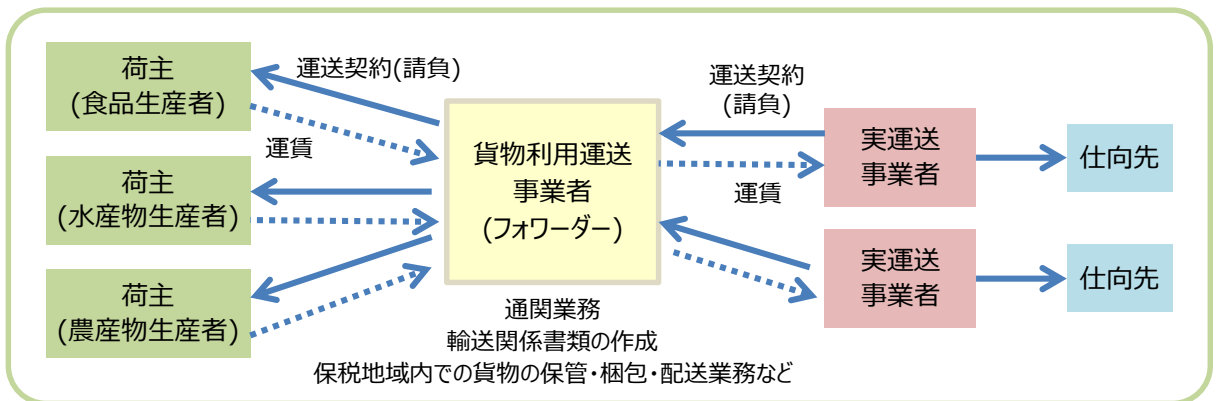 荷主
(食品生産者)
運送契約(請負)
運賃
荷主
(水産物生産者)
荷主
(農産物生産者)
貨物利用運送
事業者
(フォワーダー)
通関業務
輸送関係書類の作成
保税地域内での貨物の保管・梱包・配送業務など
運送契約
(請負)
運賃
実運送
事業者
仕向先
実運送
事業者
仕向先